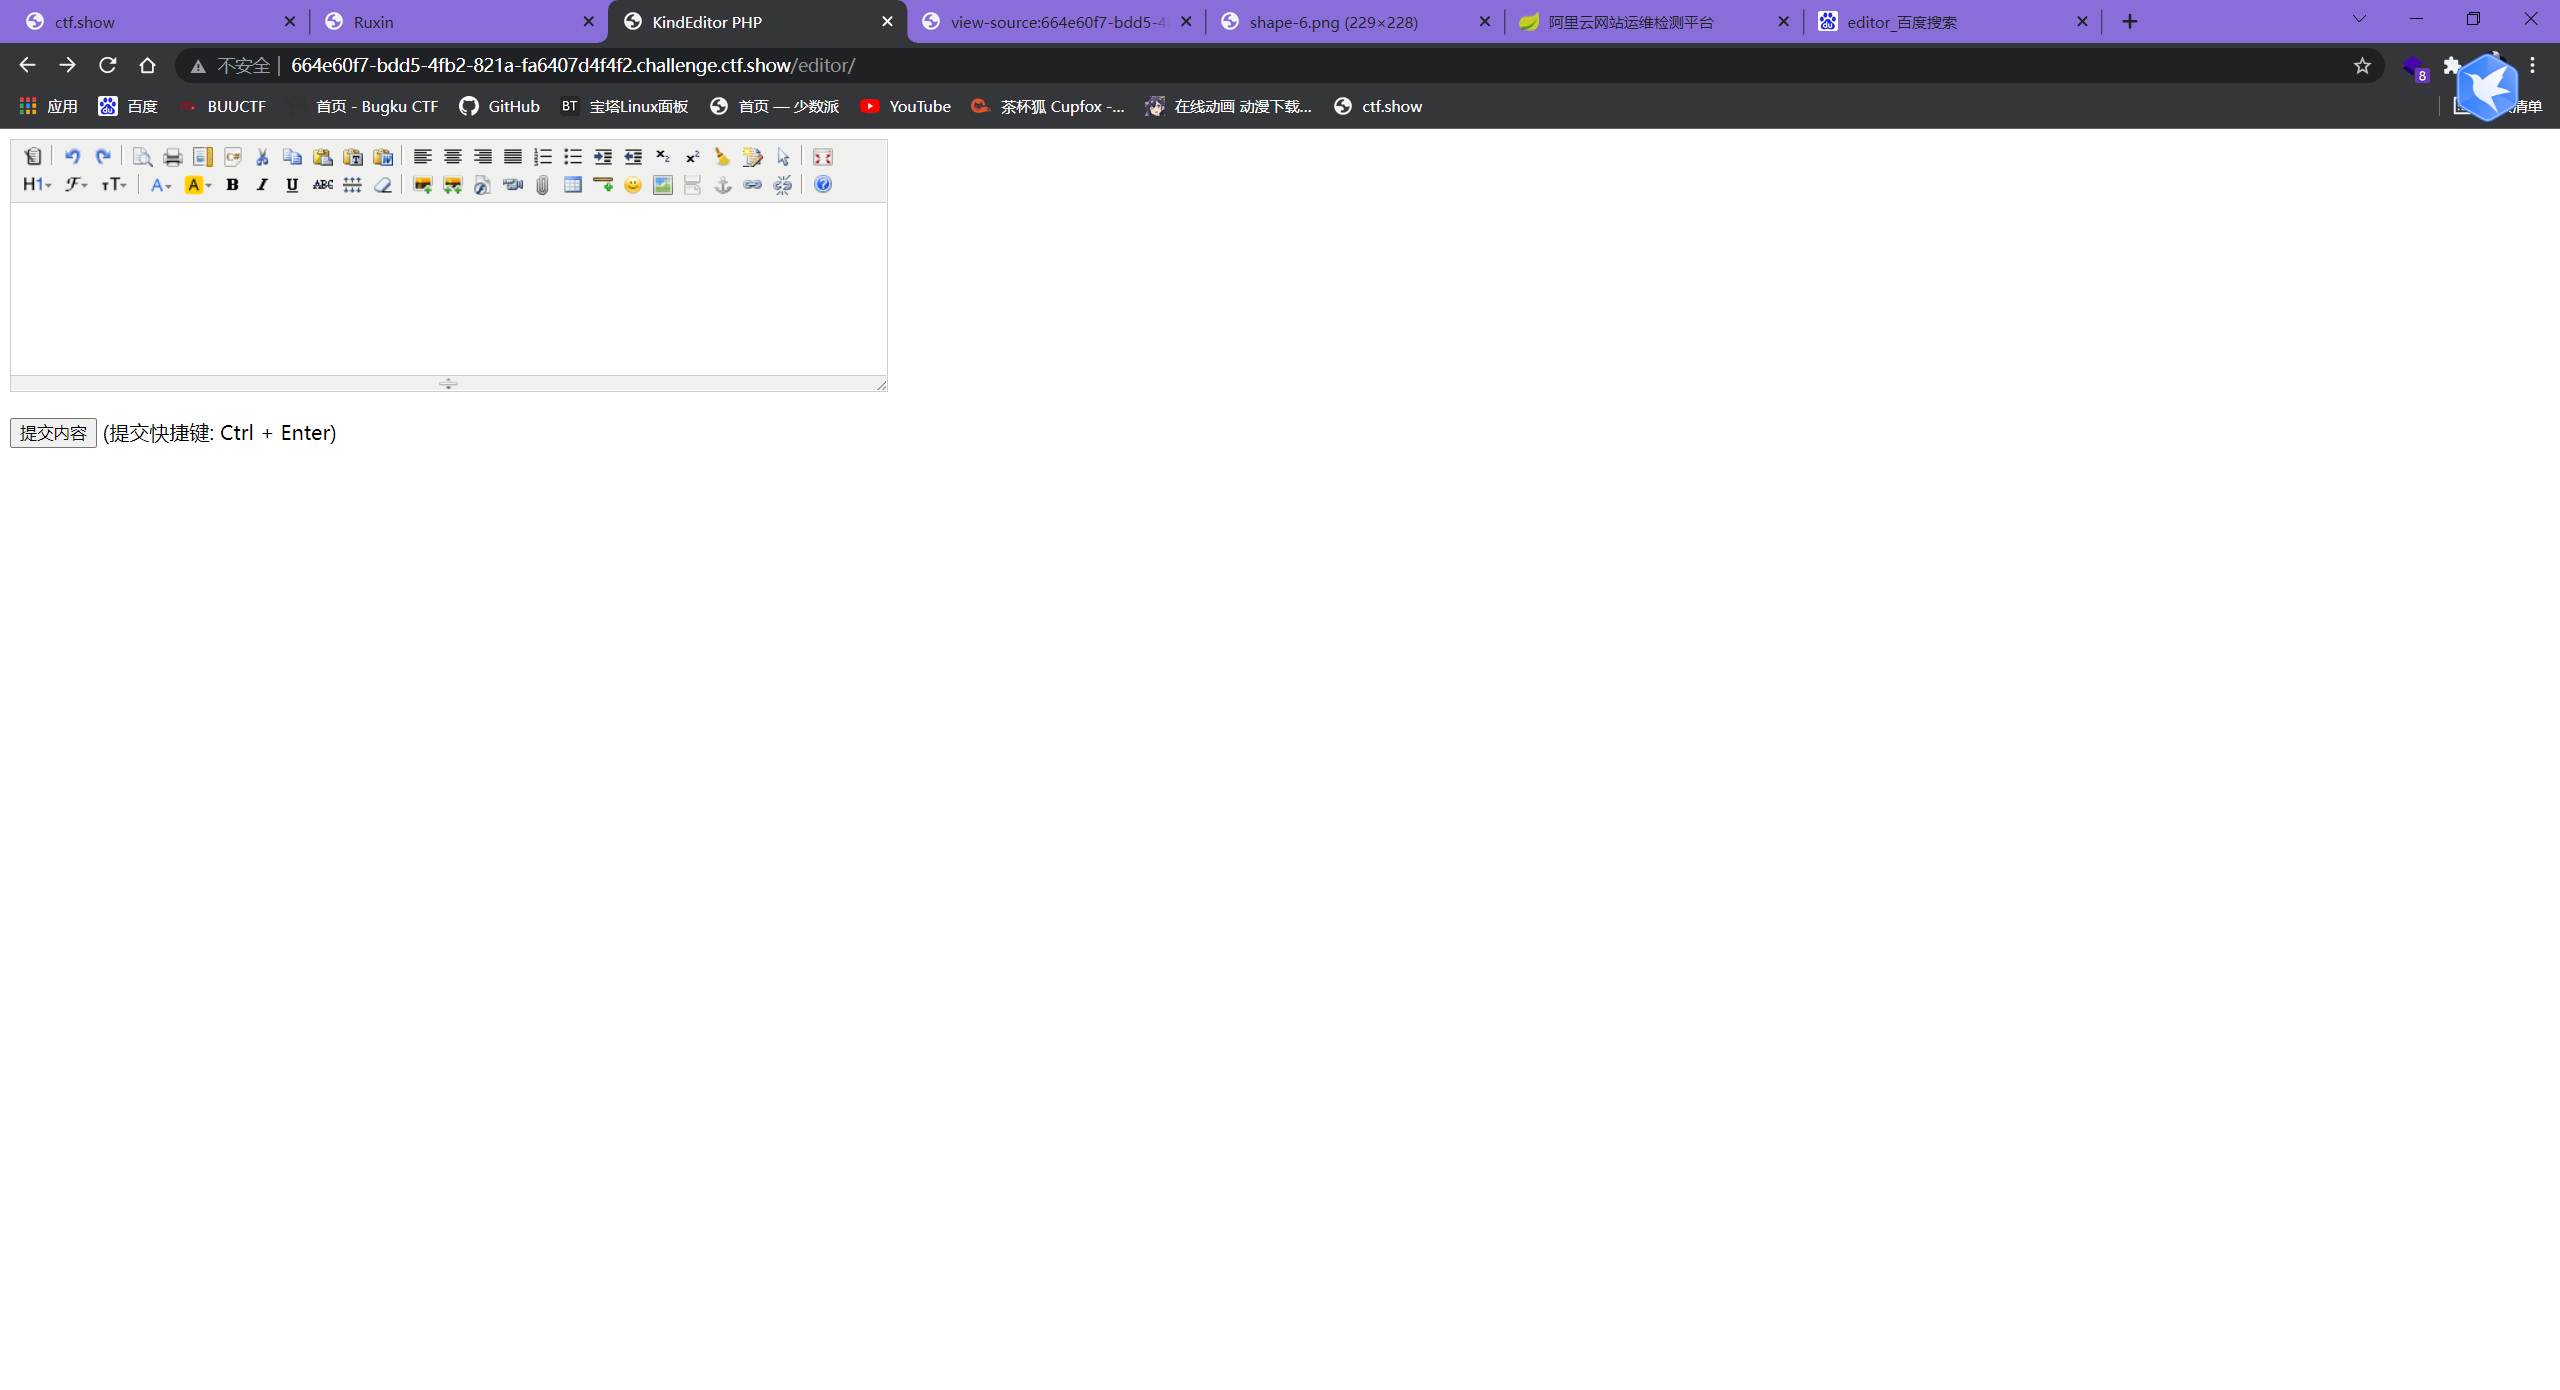 ctf.show Ruxin KindEditor PHP view-source:664e60f7-bdd5-4 shape-6.png (229×228) 阿里云网站运维检测平台 editor_百度搜索
不安全 664e60f7-bdd5-4fb2-821a-fa6407d4f4f2.challenge.ctf.show/editor/ 8
应用 百度 BUUCTF 首页 - Bugku CTF GitHub BT 宝塔Linux面板 首页 — 少数派 YouTube 茶杯狐 Cupfox -... 在线动画 动漫下载... ctf.show 清单
H1 F TT A A B I U ABC
提交内容 (提交快捷键: Ctrl + Enter)